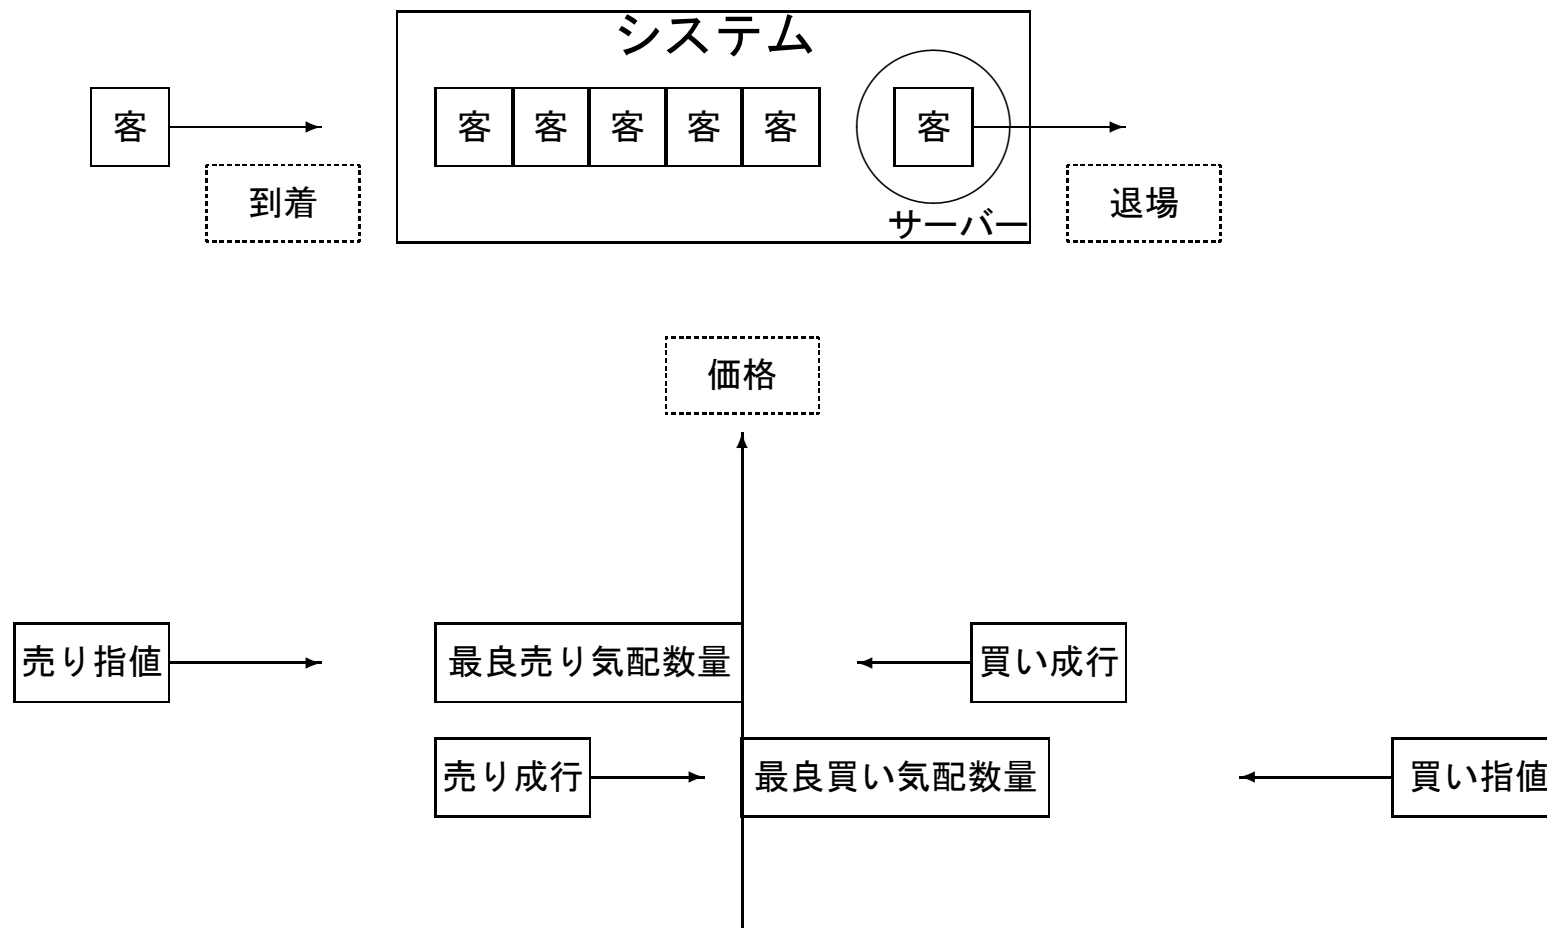 システム
客
客
客
客
客
客
客
到着
サーバー
退場
価格
売り指値
最良売り気配数量
買い成行
売り成行
最良買い気配数量
買い指値